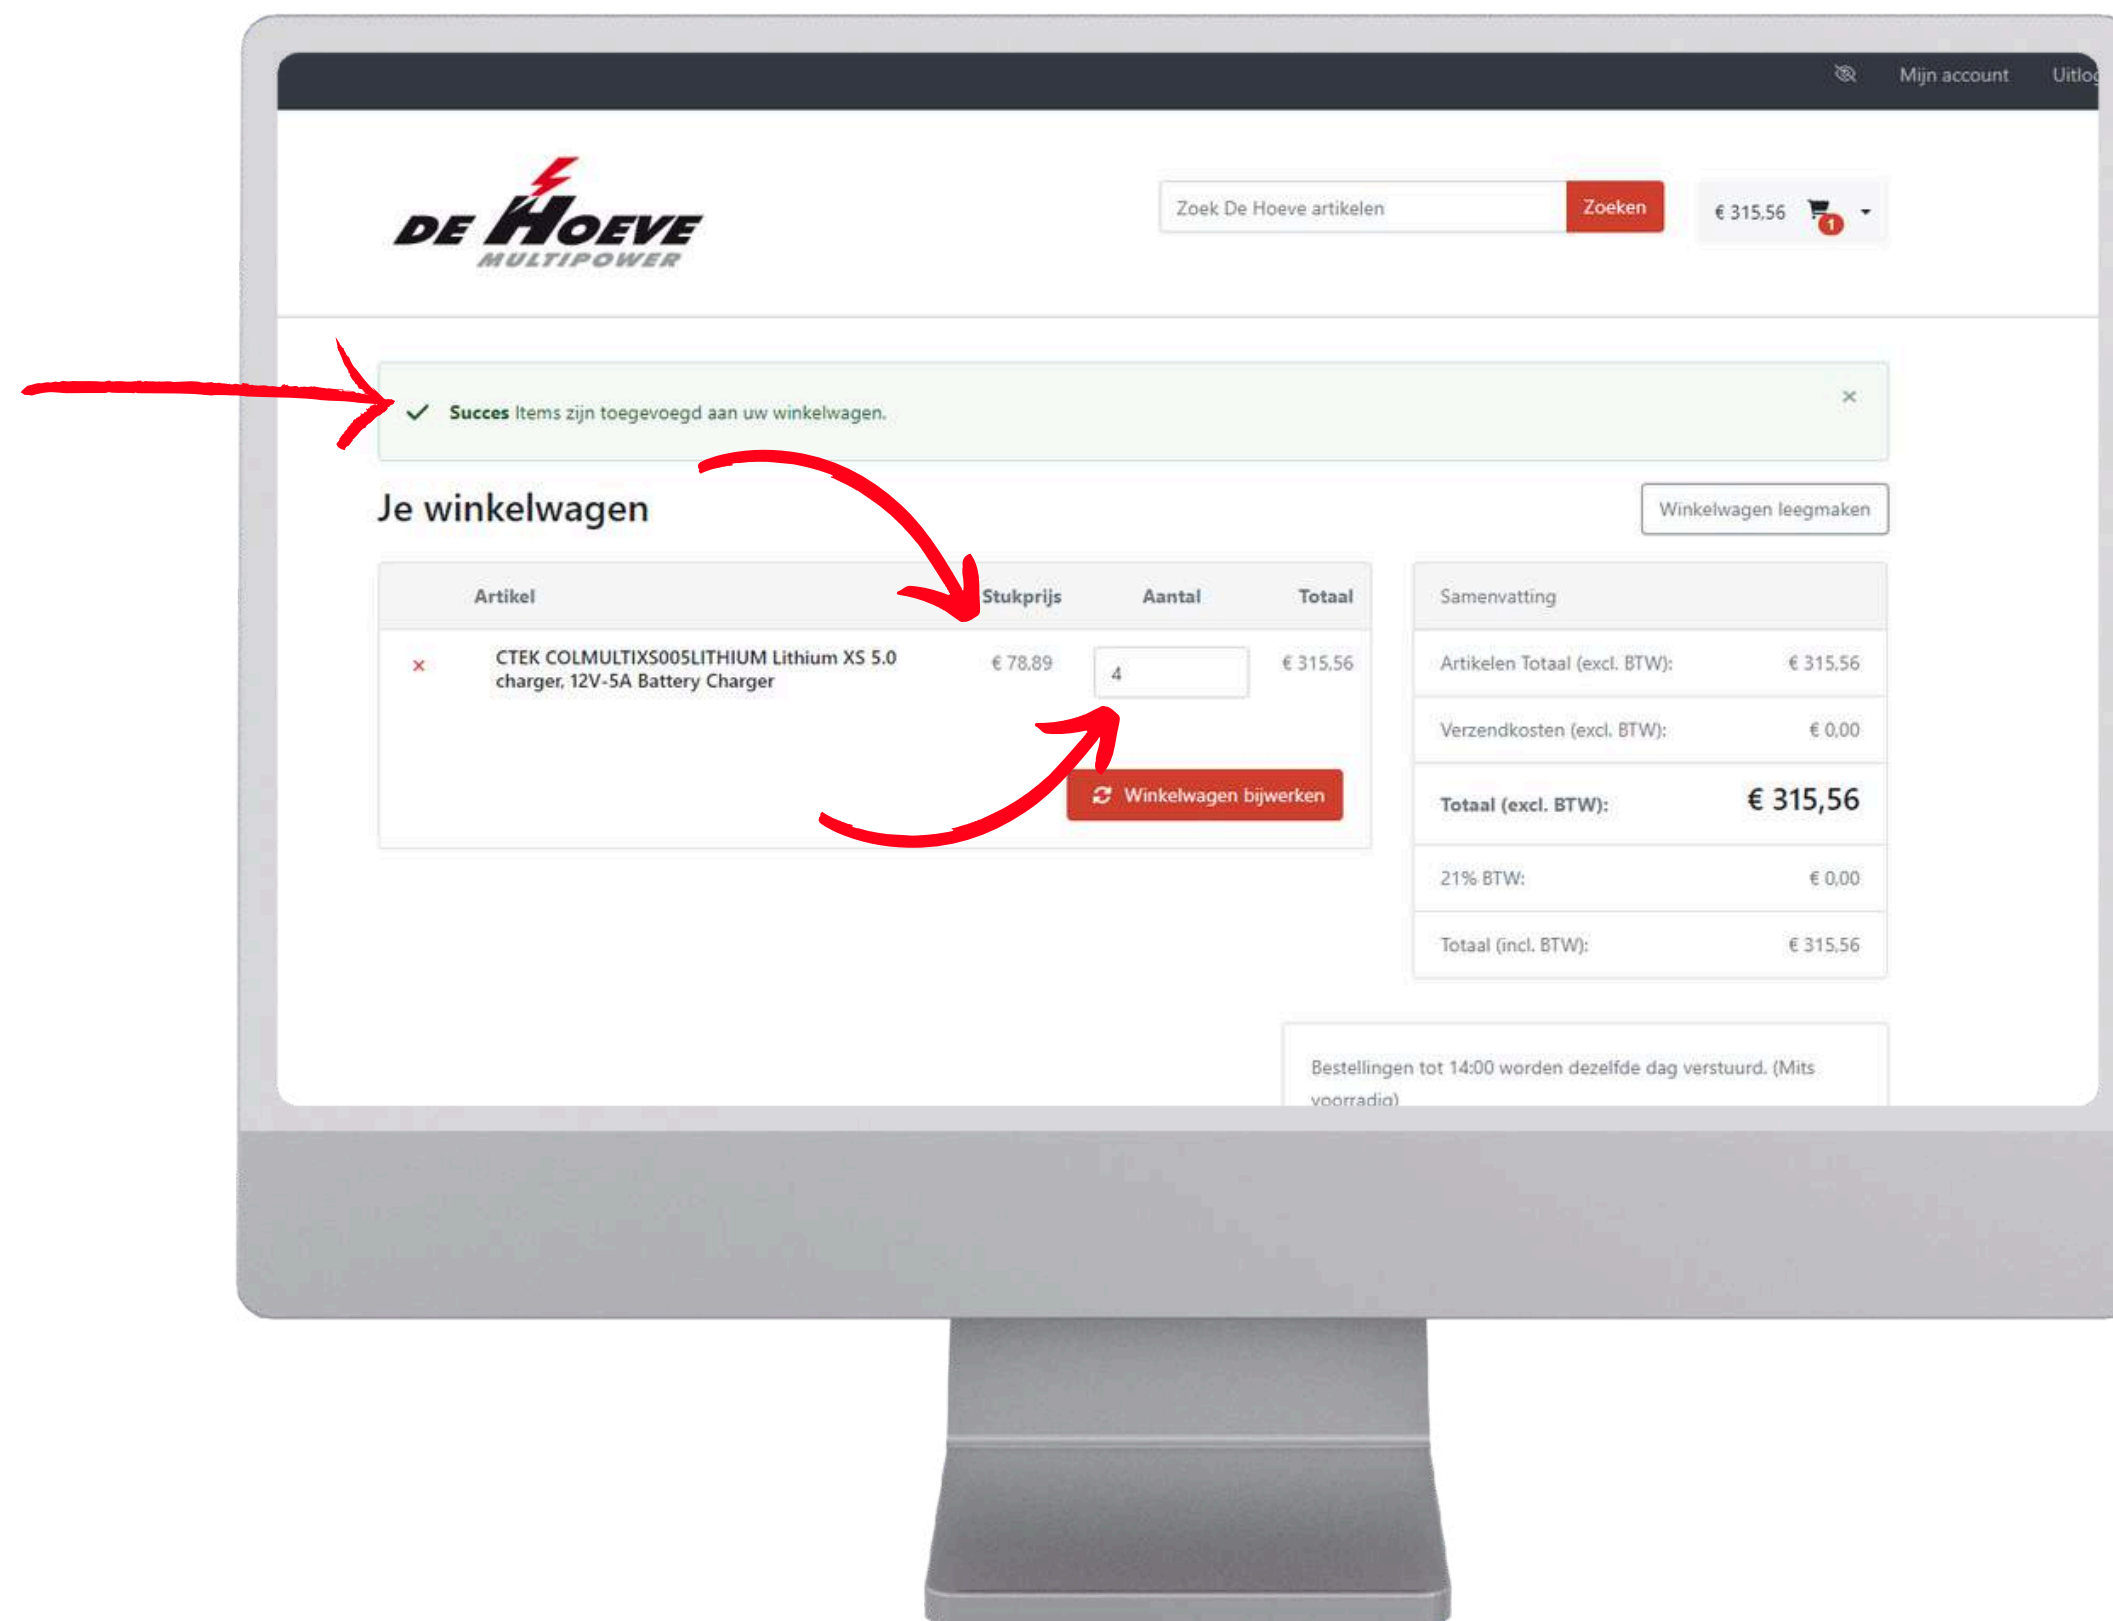 Mijn account
DE HOEVE
MULTIPOWER
Zoek De Hoeve artikelen
Zoeken
€ 315,56
1
Succes Items zijn toegevoegd aan uw winkelwagen.
×
Je winkelwagen
Winkelwagen leegmaken
Artikel Stukprijs Aantal Totaal
× CTEK COLMULTIXS005LITHIUM Lithium XS 5.0 € 78,89 4 € 315,56
charger, 12V-5A Battery Charger
Winkelwagen bijwerken
Samenvatting
Artikelen Totaal (excl. BTW): € 315,56
Verzendkosten (excl. BTW): € 0,00
Totaal (excl. BTW): € 315,56
21% BTW: € 0,00
Totaal (incl. BTW): € 315,56
Bestellingen tot 14:00 worden dezelfde dag verstuurd. (Mits
voorradig)